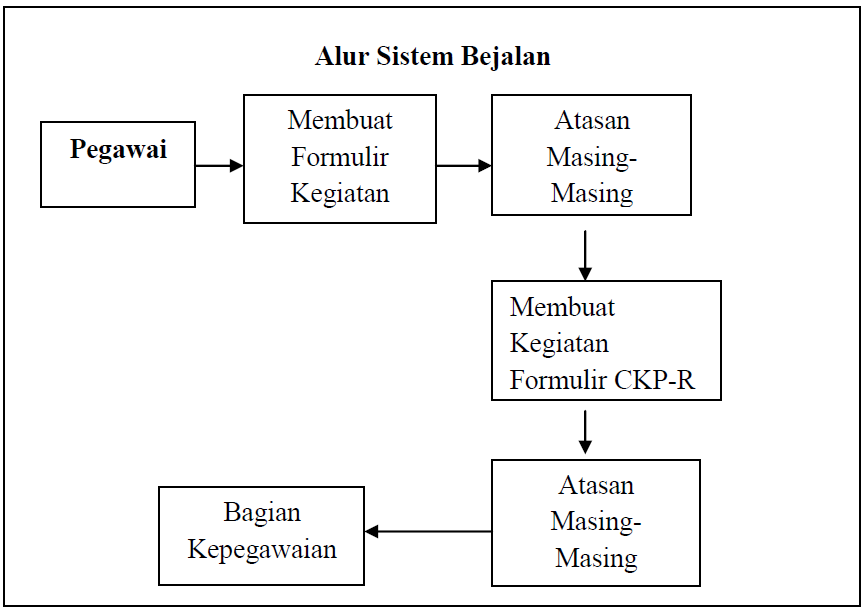 Alur Sistem Bejalan
Pegawai
Membuat
Formulir
Kegiatan
Atasan
Masing-
Masing
Membuat
Kegiatan
Formulir CKP-R
Atasan
Masing-
Masing
Bagian
Kepegawaian